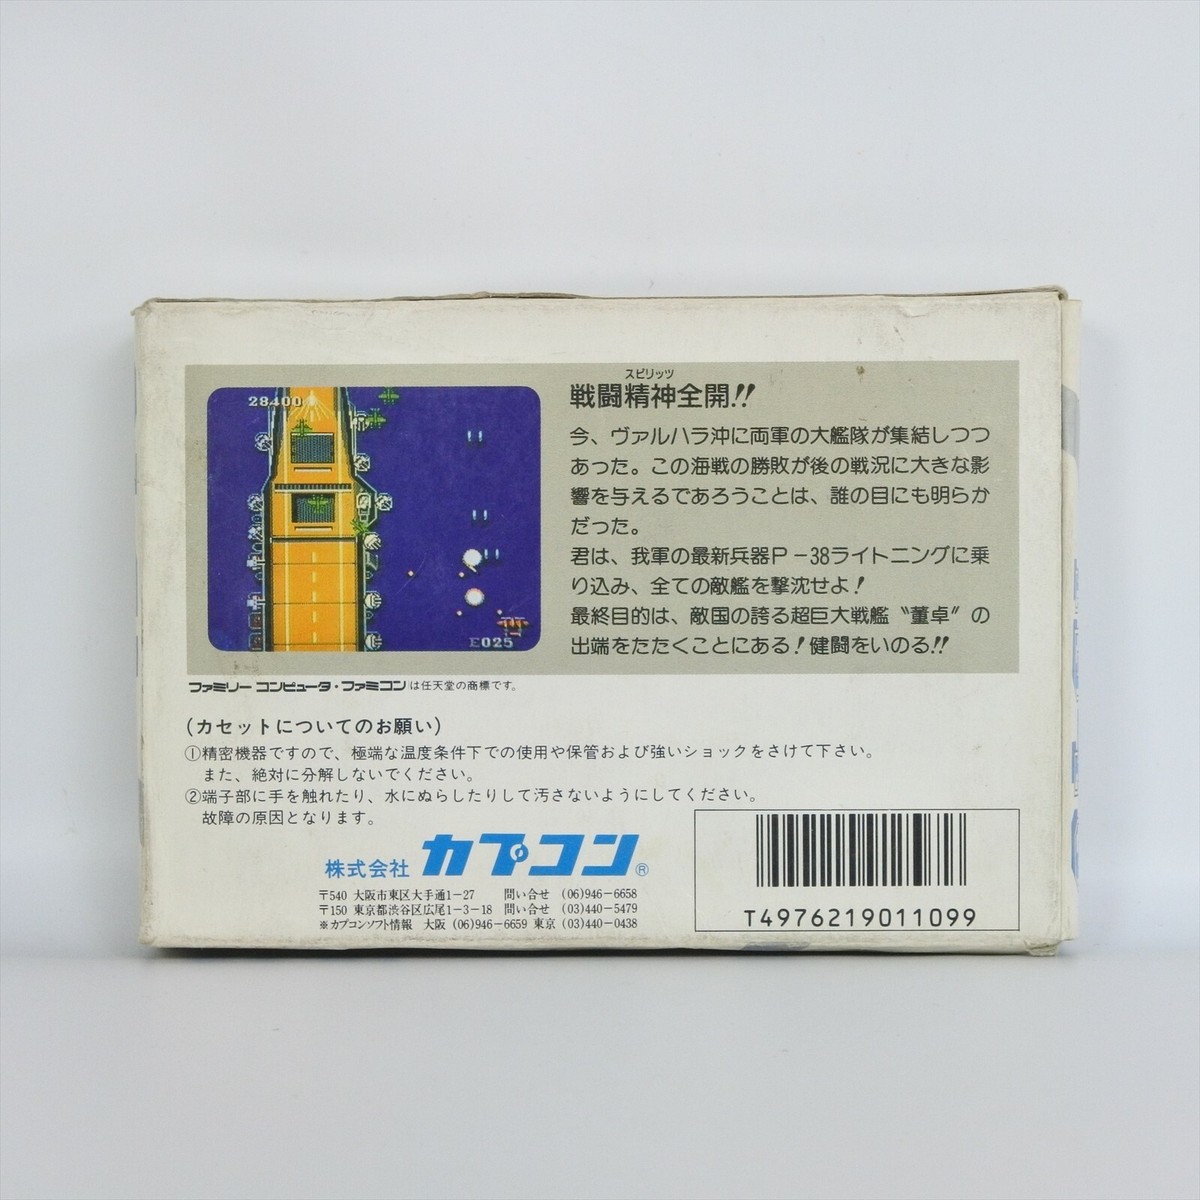 28400
E025
スピリッツ
戦闘精神全開!!
今、ヴァルハラ沖に両軍の大艦隊が集結しつつ
あった。この海戦の勝敗が後の戦況に大きな影
響を与えるであろうことは、誰の目にも明らか
だった。
君は、我軍の最新兵器P-38ライトニングに乗
り込み、全ての敵艦を撃沈せよ!
最終目的は、敵国の誇る超巨大戦艦〝董卓〞の
出端をたたくことにある!健闘をいのる!!
ファミリー コンピュータ・ファミコンは任天堂の商標です。
(カセットについてのお願い)
①精密機器ですので、極端な温度条件下での使用や保管および強いショックをさけて下さい。
また、絶対に分解しないでください。
②端子部に手を触れたり、水にぬらしたりして汚さないようにしてください。
故障の原因となります。
株式会社 カプコン®
〒540 大阪市東区大手通1-27 問い合せ (06)946-6658
〒150 東京都渋谷区広尾1-3-18 問い合せ (03)440-5479
※カプコンソフト情報 大阪 (06)946-6659 東京 (03)440-0438
T4976219011099